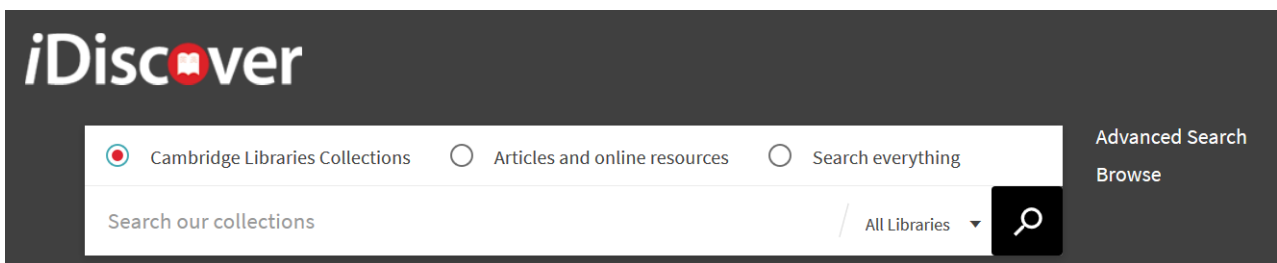 iDiscover
Cambridge Libraries Collections Articles and online resources Search everything
Advanced Search
Browse
Search our collections All Libraries